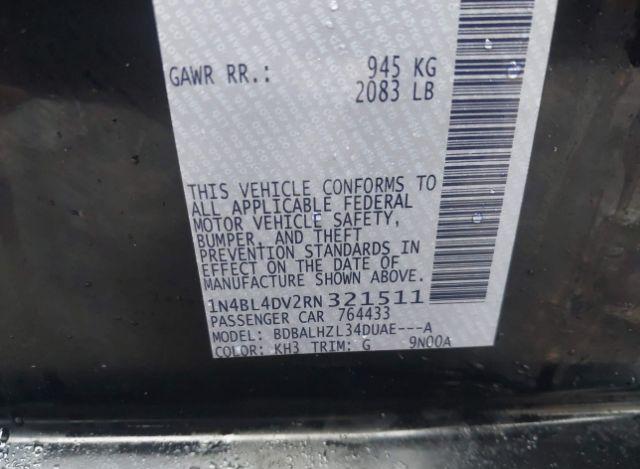 GAWR RR.: 945 KG
2083 LB
THIS VEHICLE CONFORMS TO
ALL APPLICABLE FEDERAL
MOTOR VEHICLE SAFETY,
BUMPER, AND THEFT
PREVENTION STANDARDS IN
EFFECT ON THE DATE OF
MANUFACTURE SHOWN ABOVE.
1N4BL4DV2RN321511
PASSENGER CAR 764433
MODEL: BDBALHZL34DUAE---A
COLOR: KH3 TRIM: G 9N00A